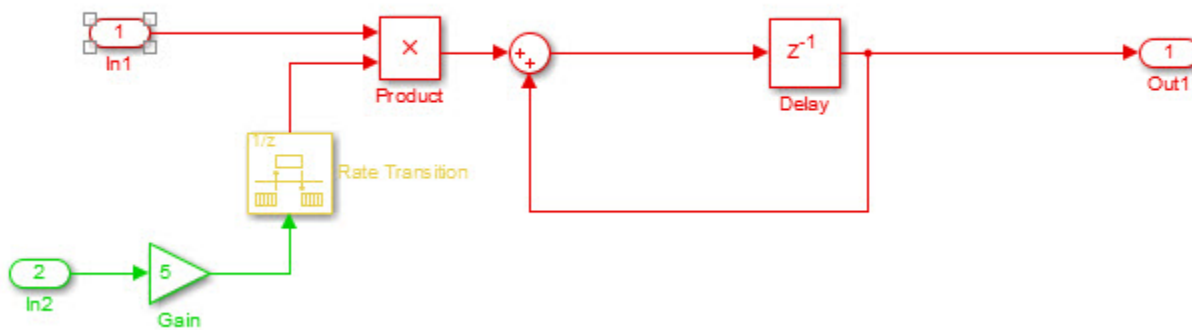 1
In1
×
Product
+
+
z-1
Delay
1
Out1
1/z
Rate Transition
2
In2
5
Gain